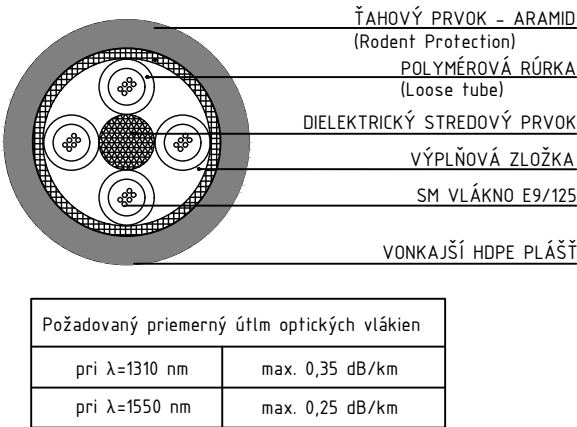 ŤAHOVÝ PRVOK - ARAMID
(Rodent Protection)
POLYMÉROVÁ RÚRKA
(Loose tube)
DIELEKTRICKÝ STREDOVÝ PRVOK
VÝPLŇOVÁ ZLOŽKA
SM VLÁKNO E9/125
VONKAJŠÍ HDPE PLÁŠŤ
Požadovaný priemerný útlm optických vlákien
pri λ=1310 nm max. 0,35 dB/km
pri λ=1550 nm max. 0,25 dB/km